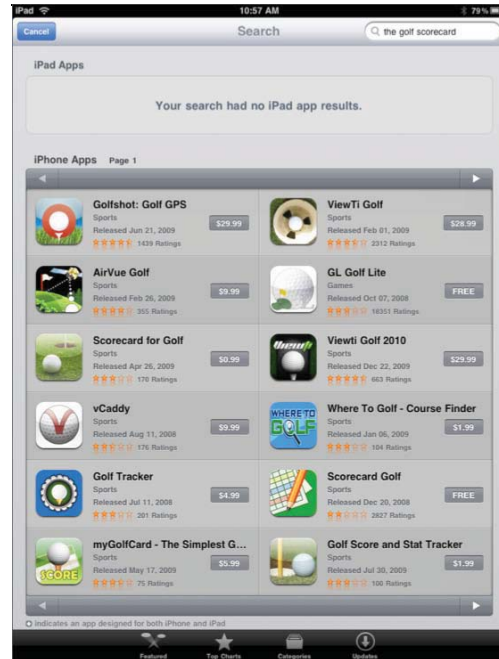 iPad
10:57 AM
79%
Cancel
Search
the golf scorecard
iPad Apps
Your search had no iPad app results.
iPhone Apps Page 1
Golfshot: Golf GPS
Sports
Released Jun 21, 2009
1439 Ratings
$29.99
ViewTi Golf
Sports
Released Feb 01, 2009
2312 Ratings
$28.99
AirVue Golf
Sports
Released Feb 26, 2009
355 Ratings
$9.99
GL Golf Lite
Games
Released Oct 07, 2008
18351 Ratings
FREE
Scorecard for Golf
Sports
Released Apr 26, 2009
170 Ratings
$0.99
Viewti Golf 2010
Sports
Released Dec 22, 2009
663 Ratings
$29.99
vCaddy
Sports
Released Aug 11, 2008
176 Ratings
$9.99
WHERE TO
GOLF
Where To Golf - Course Finder
Sports
Released Jan 06, 2009
104 Ratings
$1.99
Golf Tracker
Sports
Released Jul 11, 2008
201 Ratings
$4.99
Scorecard Golf
Sports
Released Dec 20, 2008
2827 Ratings
FREE
SCORE
myGolfCard - The Simplest G...
Sports
Released May 17, 2009
75 Ratings
$5.99
Golf Score and Stat Tracker
Sports
Released Jul 30, 2009
100 Ratings
$1.99
indicates an app designed for both iPhone and iPad
Featured
Top Charts
Categories
Updates